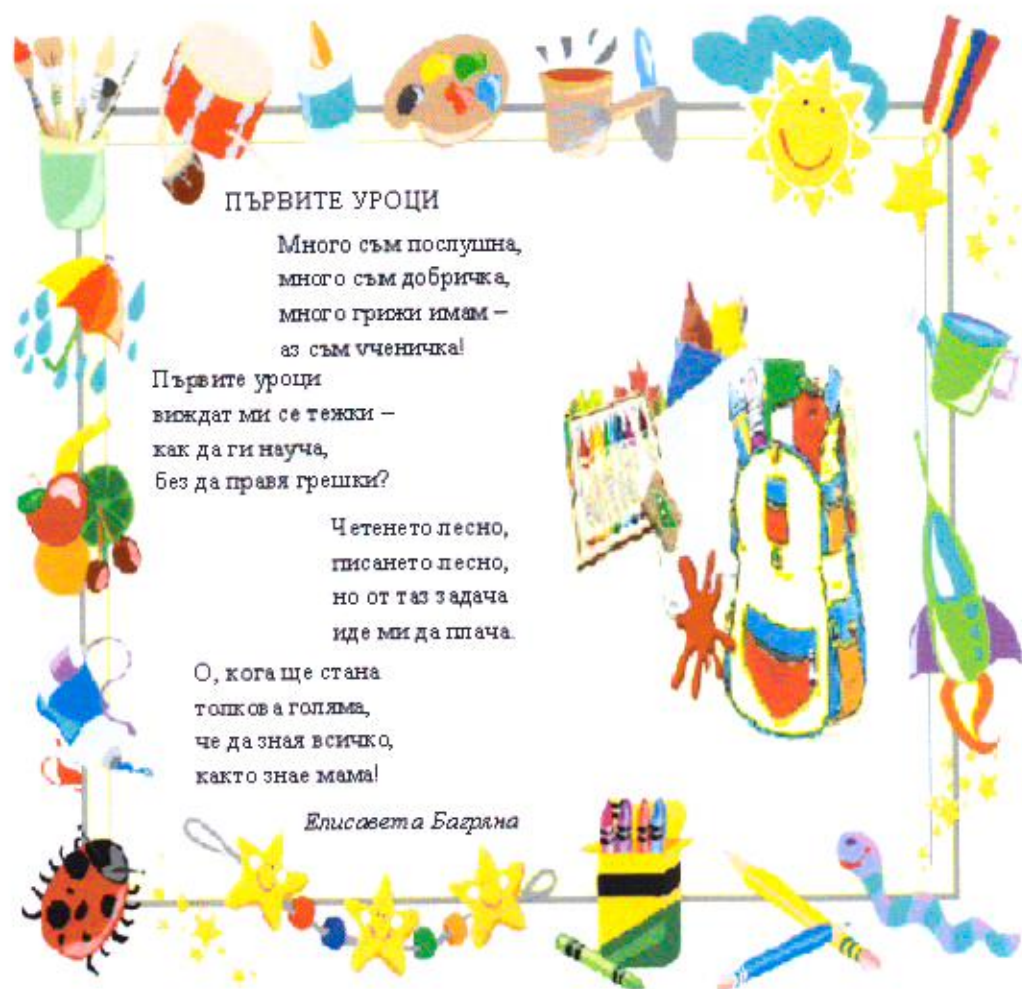 ПЪРВИТЕ УРОЦИ
Много съм послушна,
много съм добричка,
много грижи имам –
аз съм ученичка!
Първите уроци
виждат ми се тежки –
как да ги науча,
без да правя грешки?
Четенето лесно,
писането лесно,
но от таз задача
иде ми да плача.
О, кога ще стана
толкова голяма,
че да зная всичко,
както знае мама!
Елисавета Багряна